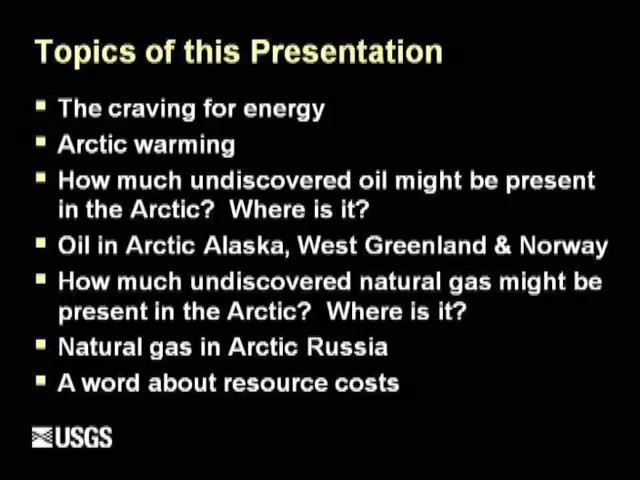 Topics of this Presentation
The craving for energy
Arctic warming
How much undiscovered oil might be present
in the Arctic?  Where is it?
Oil in Arctic Alaska, West Greenland & Norway
How much undiscovered natural gas might be
present in the Arctic?  Where is it?
Natural gas in Arctic Russia
A word about resource costs
USGS